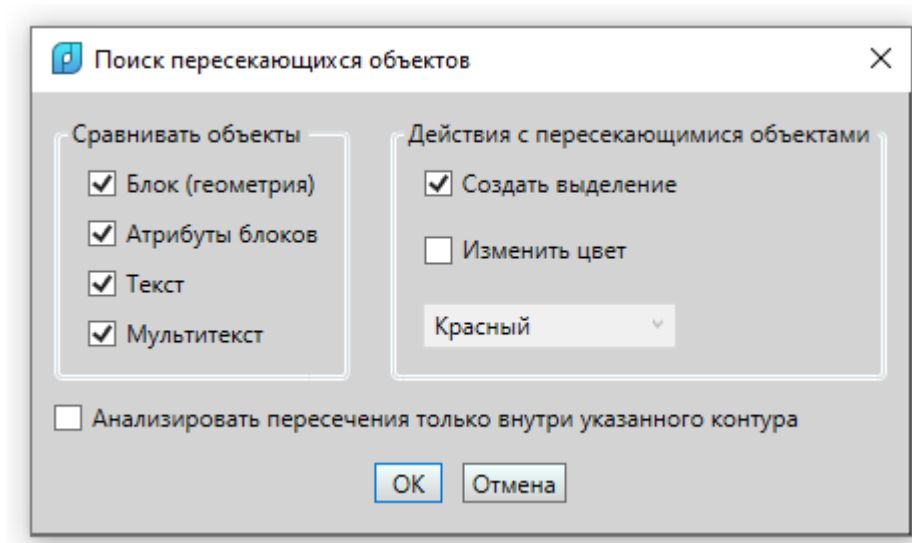 Поиск пересекающихся объектов
Сравнивать объекты
Блок (геометрия)
Атрибуты блоков
Текст
Мультитекст
Действия с пересекающимися объектами
Создать выделение
Изменить цвет
Красный
Анализировать пересечения только внутри указанного контура
ОК
Отмена